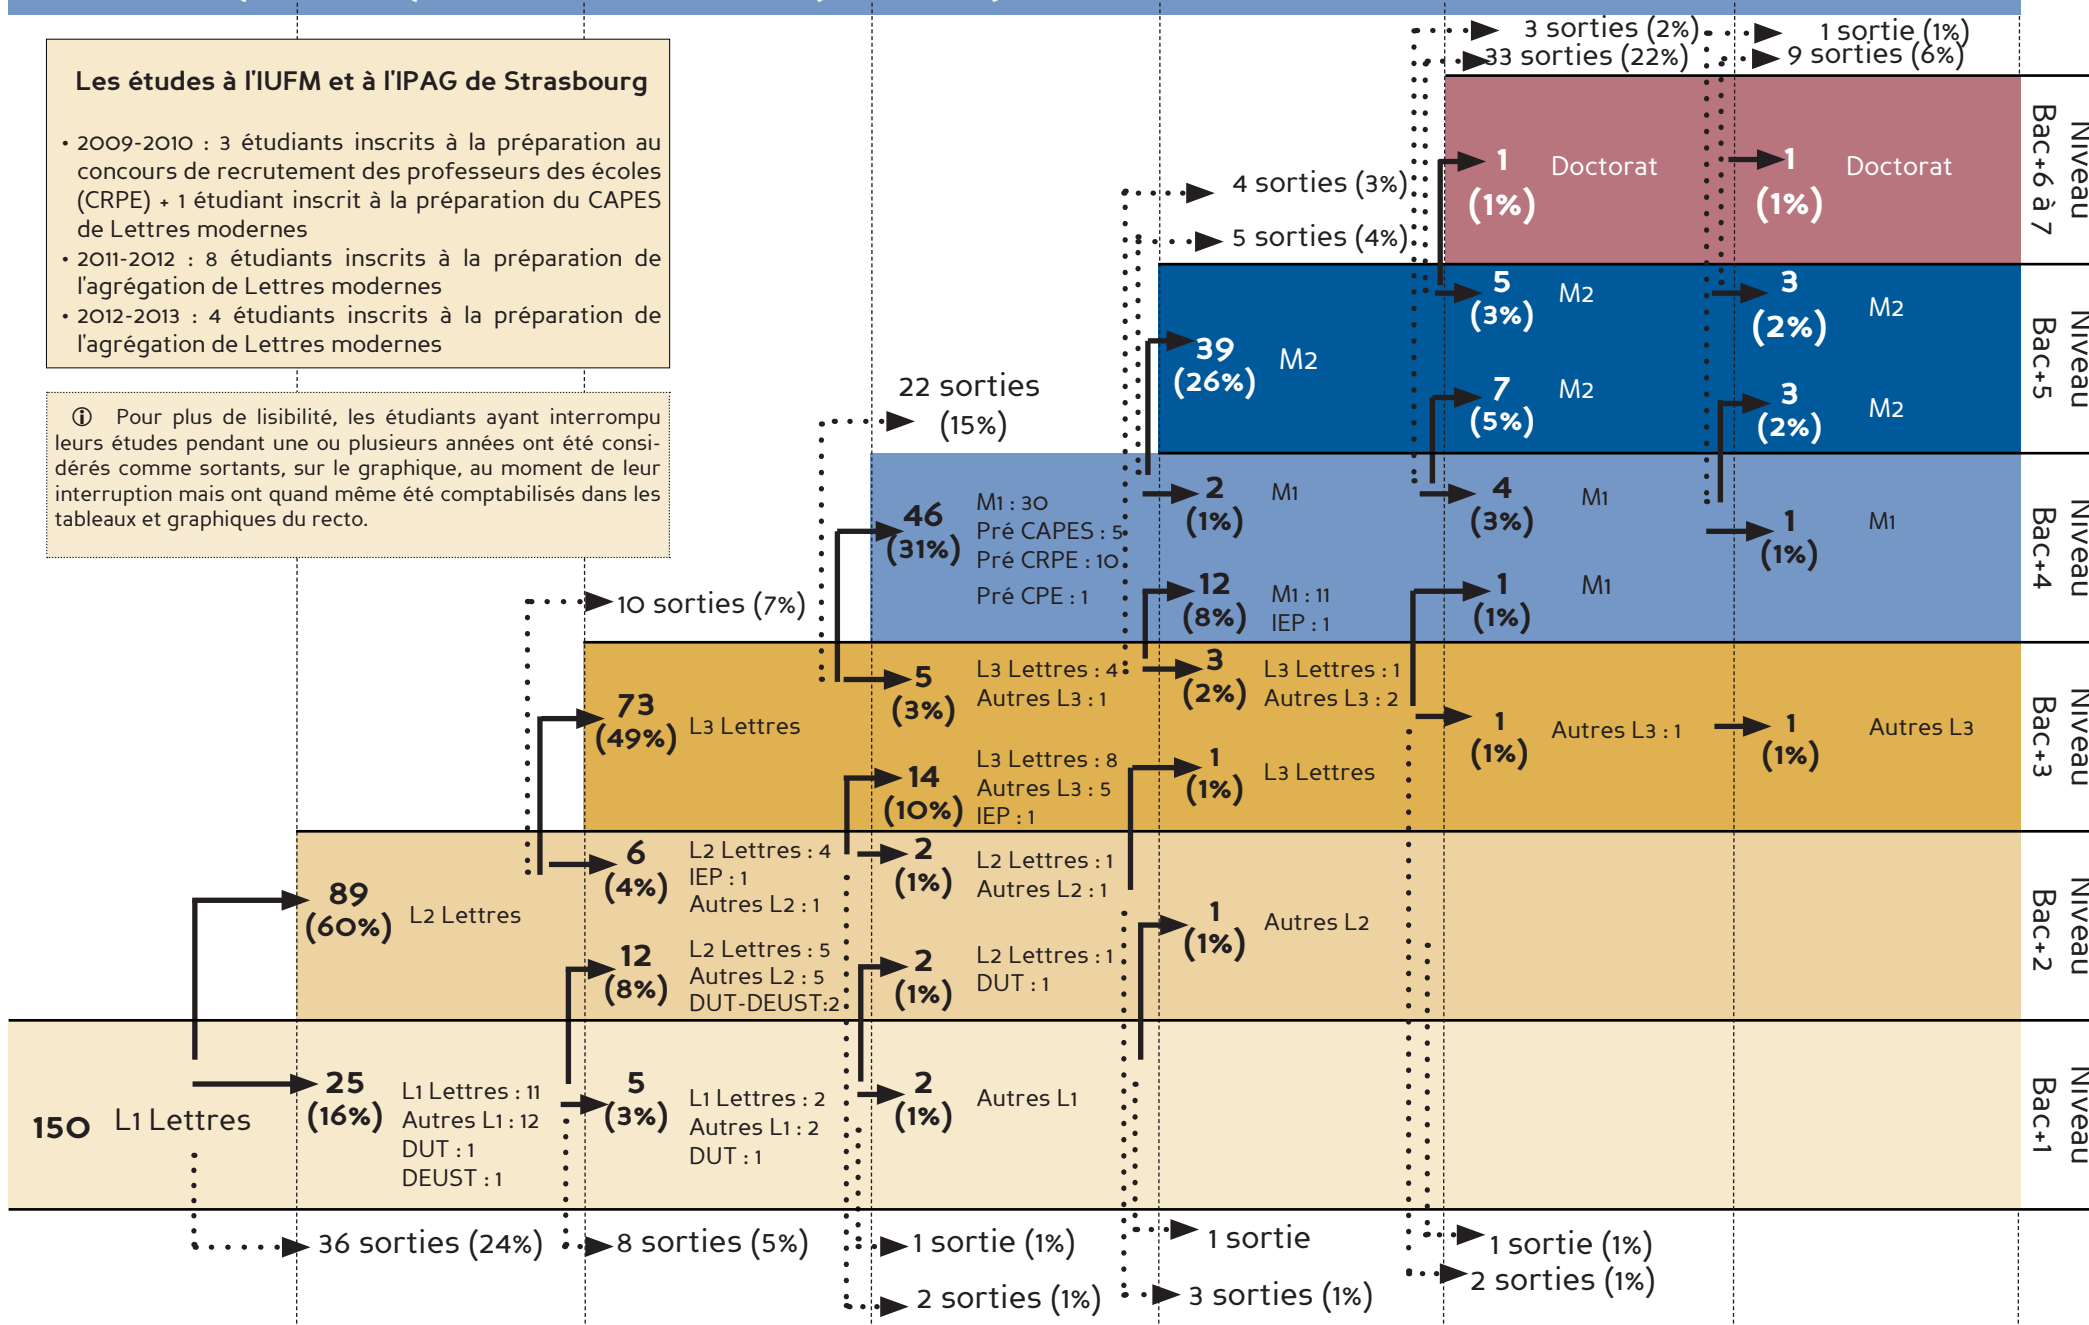 Les études à l'IUFM et à l'IPAG de Strasbourg
• 2009-2010 : 3 étudiants inscrits à la préparation au
concours de recrutement des professeurs des écoles
(CRPE) + 1 étudiant inscrit à la préparation du CAPES
de Lettres modernes
• 2011-2012 : 8 étudiants inscrits à la préparation de
l'agrégation de Lettres modernes
• 2012-2013 : 4 étudiants inscrits à la préparation de
l'agrégation de Lettres modernes
ⓘ Pour plus de lisibilité, les étudiants ayant interrompu
leurs études pendant une ou plusieurs années ont été consi-
dérés comme sortants, sur le graphique, au moment de leur
interruption mais ont quand même été comptabilisés dans les
tableaux et graphiques du recto.
150 L1 Lettres
89
(60%)
L2 Lettres
25
(16%)
L1 Lettres : 11
Autres L1 : 12
DUT : 1
DEUST : 1
36 sorties (24%)
10 sorties (7%)
73
(49%)
L3 Lettres
6
(4%)
L2 Lettres : 4
IEP : 1
Autres L2 : 1
12
(8%)
L2 Lettres : 5
Autres L2 : 5
DUT-DEUST:2
5
(3%)
L1 Lettres : 2
Autres L1 : 2
DUT : 1
8 sorties (5%)
22 sorties
(15%)
46
(31%)
M1 : 30
Pré CAPES : 5
Pré CRPE : 10
Pré CPE : 1
5
(3%)
L3 Lettres : 4
Autres L3 : 1
14
(10%)
L3 Lettres : 8
Autres L3 : 5
IEP : 1
2
(1%)
L2 Lettres : 1
Autres L2 : 1
2
(1%)
L2 Lettres : 1
DUT : 1
2
(1%)
Autres L1
1 sortie (1%)
2 sorties (1%)
4 sorties (3%)
5 sorties (4%)
39
(26%)
M2
2
(1%)
M1
12
(8%)
M1 : 11
IEP : 1
3
(2%)
L3 Lettres : 1
Autres L3 : 2
1
(1%)
L3 Lettres
1
(1%)
Autres L2
1 sortie
3 sorties (1%)
3 sorties (2%)
33 sorties (22%)
1
(1%)
Doctorat
5
(3%)
M2
7
(5%)
M2
4
(3%)
M1
1
(1%)
M1
1
(1%)
Autres L3 : 1
1 sortie (1%)
2 sorties (1%)
1 sortie (1%)
9 sorties (6%)
1
(1%)
Doctorat
3
(2%)
M2
3
(2%)
M2
1
(1%)
M1
1
(1%)
Autres L3
Niveau
Bac+6 à 7
Niveau
Bac+5
Niveau
Bac+4
Niveau
Bac+3
Niveau
Bac+2
Niveau
Bac+1